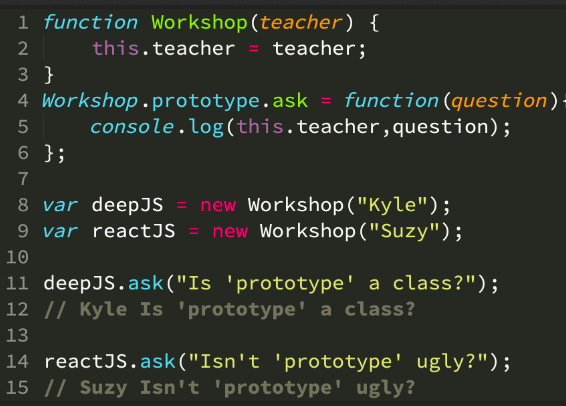 1 function Workshop(teacher) {
2     this.teacher = teacher;
3 }
4 Workshop.prototype.ask = function(question){
5     console.log(this.teacher,question);
6 };
7
8 var deepJS = new Workshop("Kyle");
9 var reactJS = new Workshop("Suzy");
10
11 deepJS.ask("Is 'prototype' a class?");
12 // Kyle Is 'prototype' a class?
13
14 reactJS.ask("Isn't 'prototype' ugly?");
15 // Suzy Isn't 'prototype' ugly?